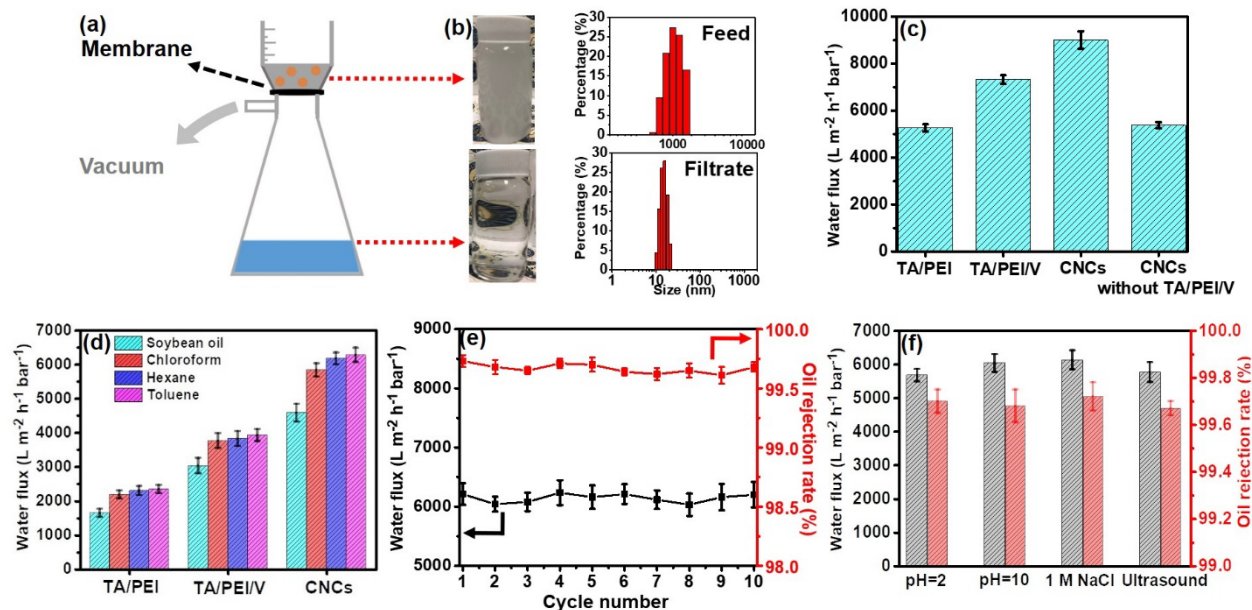 (a)
Membrane
Vacuum
(b)
Percentage (%)
30
25
20
15
10
5
0
Feed
1000
10000
Percentage (%)
30
25
20
15
10
5
0
Filtrate
1
10
100
1000
10000
Size (nm)
(c)
Water flux (L m-2 h-1 bar-1)
10000
8000
6000
4000
2000
0
TA/PEI
TA/PEI/V
CNCs
CNCs
without TA/PEI/V
(d)
Water flux (L m-2 h-1 bar-1)
7000
6000
5000
4000
3000
2000
1000
0
Soybean oil
Chloroform
Hexane
Toluene
TA/PEI
TA/PEI/V
CNCs
(e)
Water flux (L m-2 h-1 bar-1)
9000
8000
7000
6000
5000
1 2 3 4 5 6 7 8 9 10
Cycle number
100.0
99.5
99.0
98.5
98.0
Oil rejection rate (%)
(f)
Water flux (L m-2 h-1 bar-1)
7000
6000
5000
4000
3000
2000
1000
0
pH=2
pH=10
1 M NaCl
Ultrasound
100.0
99.8
99.6
99.4
99.2
99.0
Oil rejection rate (%)